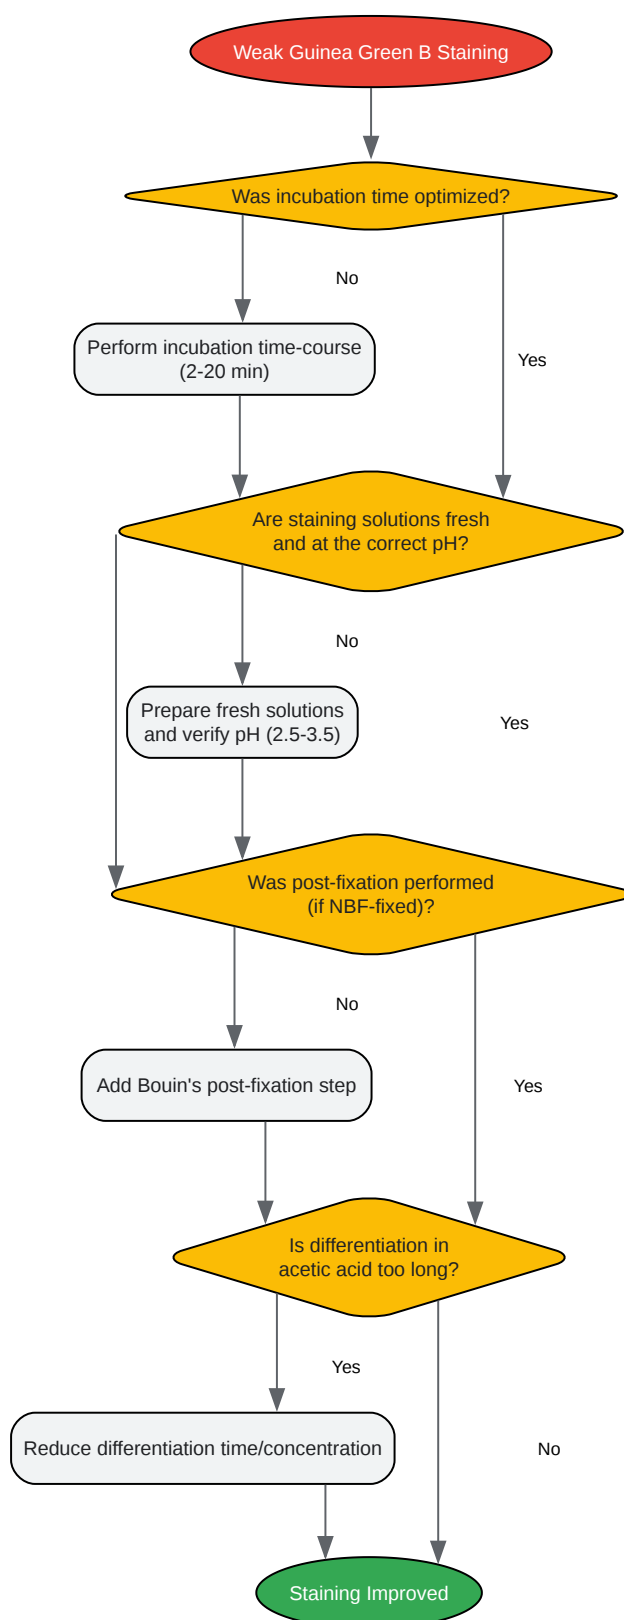 Weak Guinea Green B Staining
Was incubation time optimized?
No
Perform incubation time-course
(2-20 min)
Yes
Are staining solutions fresh
and at the correct pH?
No
Prepare fresh solutions
and verify pH (2.5-3.5)
Yes
Was post-fixation performed
(if NBF-fixed)?
No
Add Bouin's post-fixation step
Yes
Is differentiation in
acetic acid too long?
Yes
Reduce differentiation time/concentration
No
Staining Improved